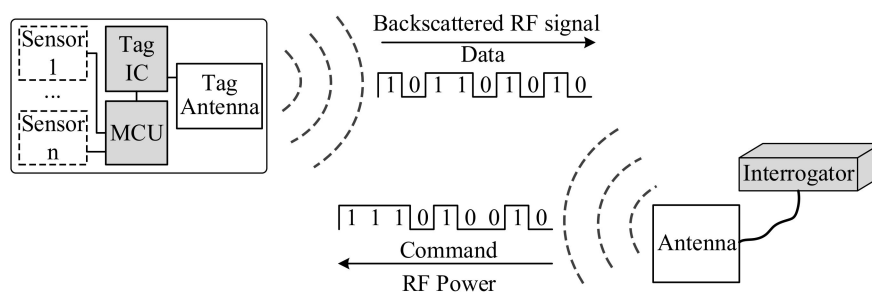 Sensor
1
...
Sensor
n
Tag
IC
MCU
Tag
Antenna
Backscattered RF signal
Data
1 0 1 1 0 1 0 1 0
Interrogator
Antenna
1 1 1 0 1 0 0 1 0
Command
RF Power